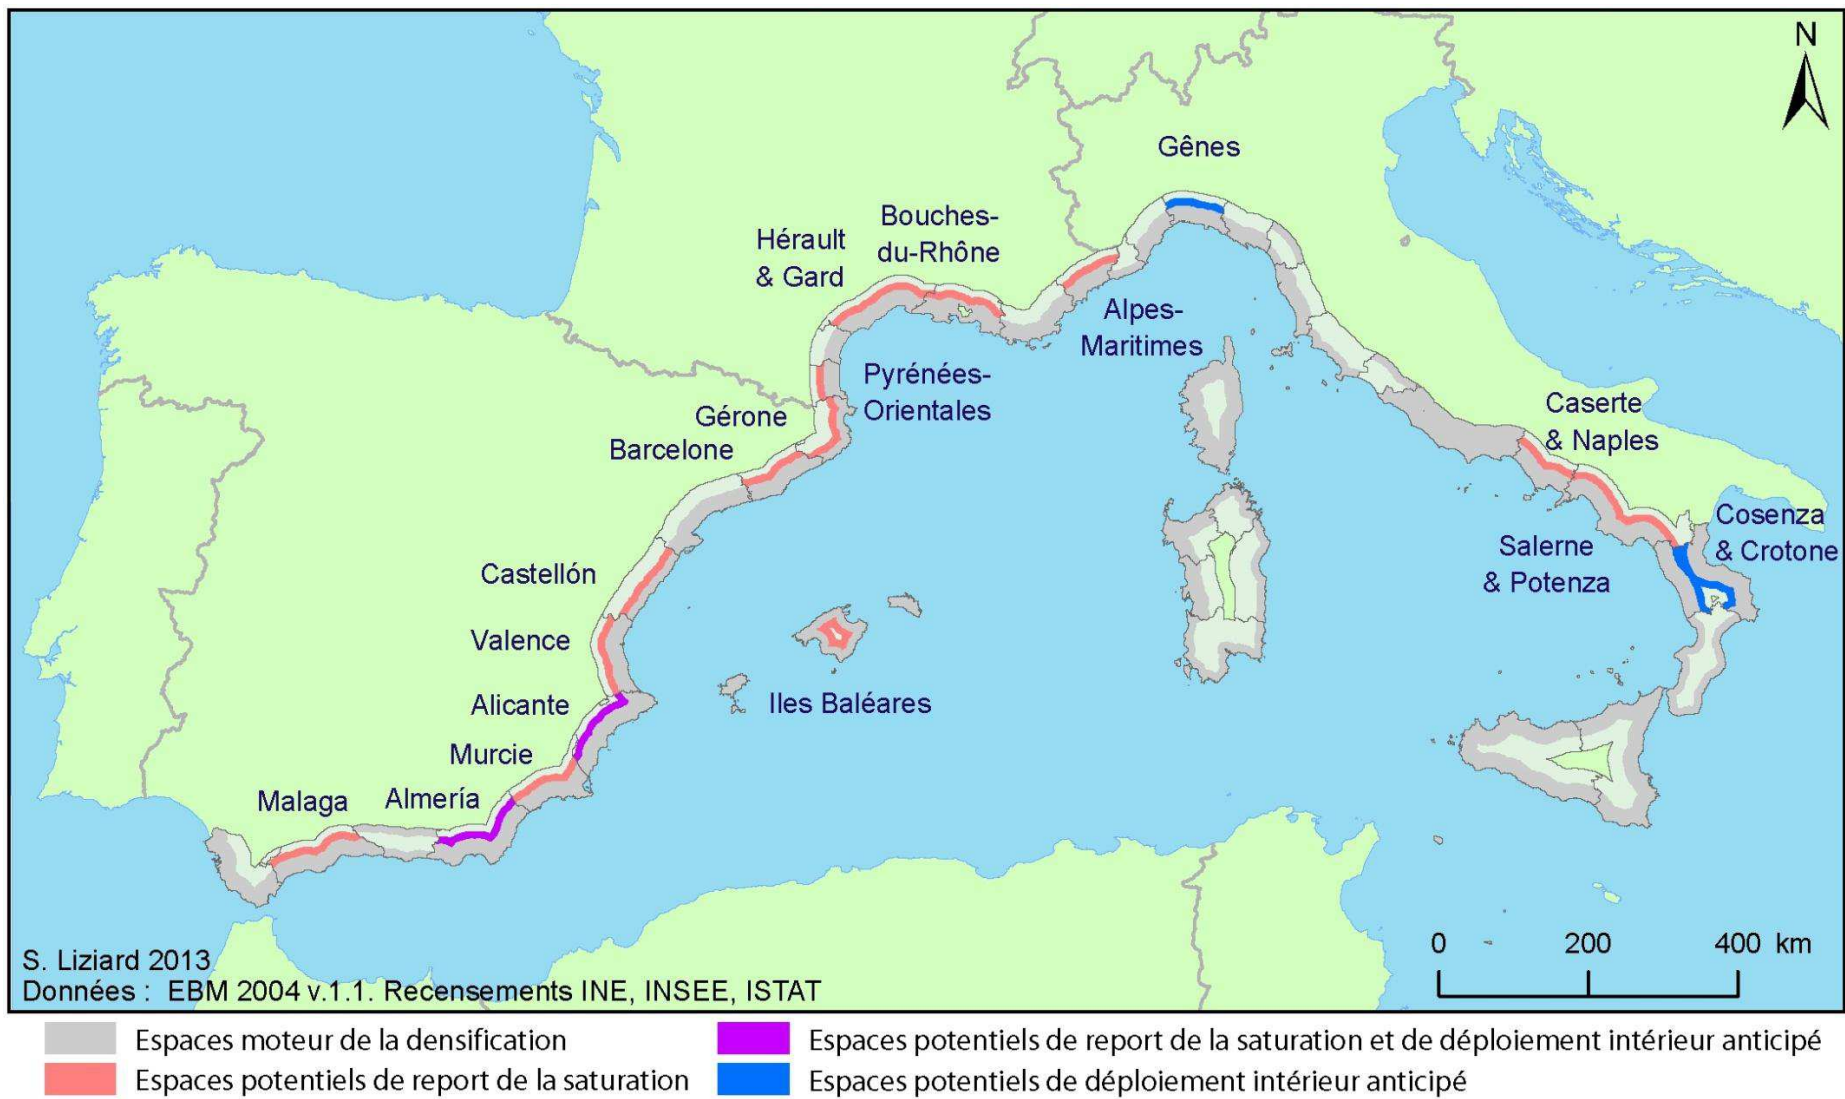 N
Gênes
Bouches-
du-Rhône
Hérault
& Gard
Alpes-
Maritimes
Pyrénées-
Orientales
Gérone
Barcelone
Caserte
& Naples
Cosenza
& Crotone
Salerne
& Potenza
Castellón
Valence
Alicante
Iles Baléares
Murcie
Malaga
Almería
0 200 400 km
S. Liziard 2013
Données : EBM 2004 v.1.1. Recensements INE, INSEE, ISTAT
Espaces moteur de la densification
Espaces potentiels de report de la saturation
Espaces potentiels de report de la saturation et de déploiement intérieur anticipé
Espaces potentiels de déploiement intérieur anticipé